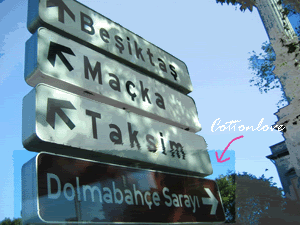 Beşiktaş
Maçka
Taksim
Cottonlove
Dolmabahçe Sarayı